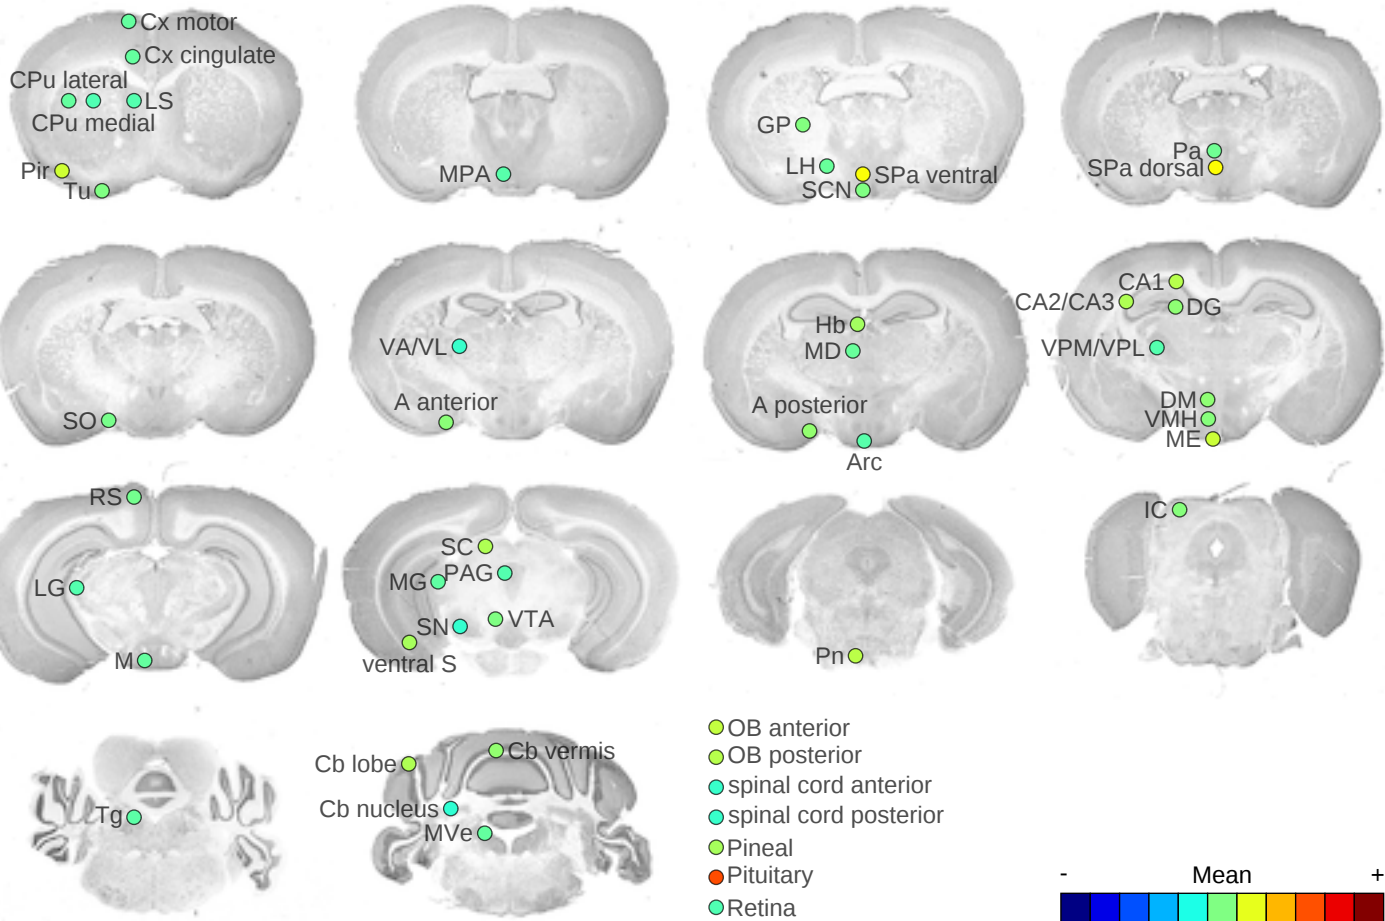 Cx motor
Cx cingulate
CPu lateral
LS
CPu medial
Pir
Tu
MPA
GP
LH
SPa ventral
SCN
Pa
SPa dorsal
SO
VA/VL
A anterior
Hb
MD
A posterior
Arc
CA1
CA2/CA3
DG
VPM/VPL
DM
VMH
ME
RS
LG
M
SC
MG
PAG
SN
VTA
ventral S
Pn
IC
Tg
Cb vermis
Cb lobe
Cb nucleus
MVe
OB anterior
OB posterior
spinal cord anterior
spinal cord posterior
Pineal
Pituitary
Retina
- Mean +